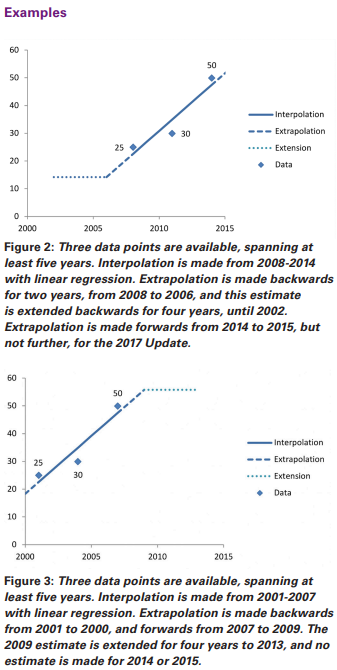 Examples
60
50
40
30
20
10
0
2000
2005
2010
2015
25
30
50
Interpolation
Extrapolation
Extension
Data
Figure 2: Three data points are available, spanning at
least five years. Interpolation is made from 2008-2014
with linear regression. Extrapolation is made backwards
for two years, from 2008 to 2006, and this estimate
is extended backwards for four years, until 2002.
Extrapolation is made forwards from 2014 to 2015, but
not further, for the 2017 Update.
60
50
40
30
20
10
0
2000
2005
2010
2015
25
30
50
Interpolation
Extrapolation
Extension
Data
Figure 3: Three data points are available, spanning at
least five years. Interpolation is made from 2001-2007
with linear regression. Extrapolation is made backwards
from 2001 to 2000, and forwards from 2007 to 2009. The
2009 estimate is extended for four years to 2013, and no
estimate is made for 2014 or 2015.